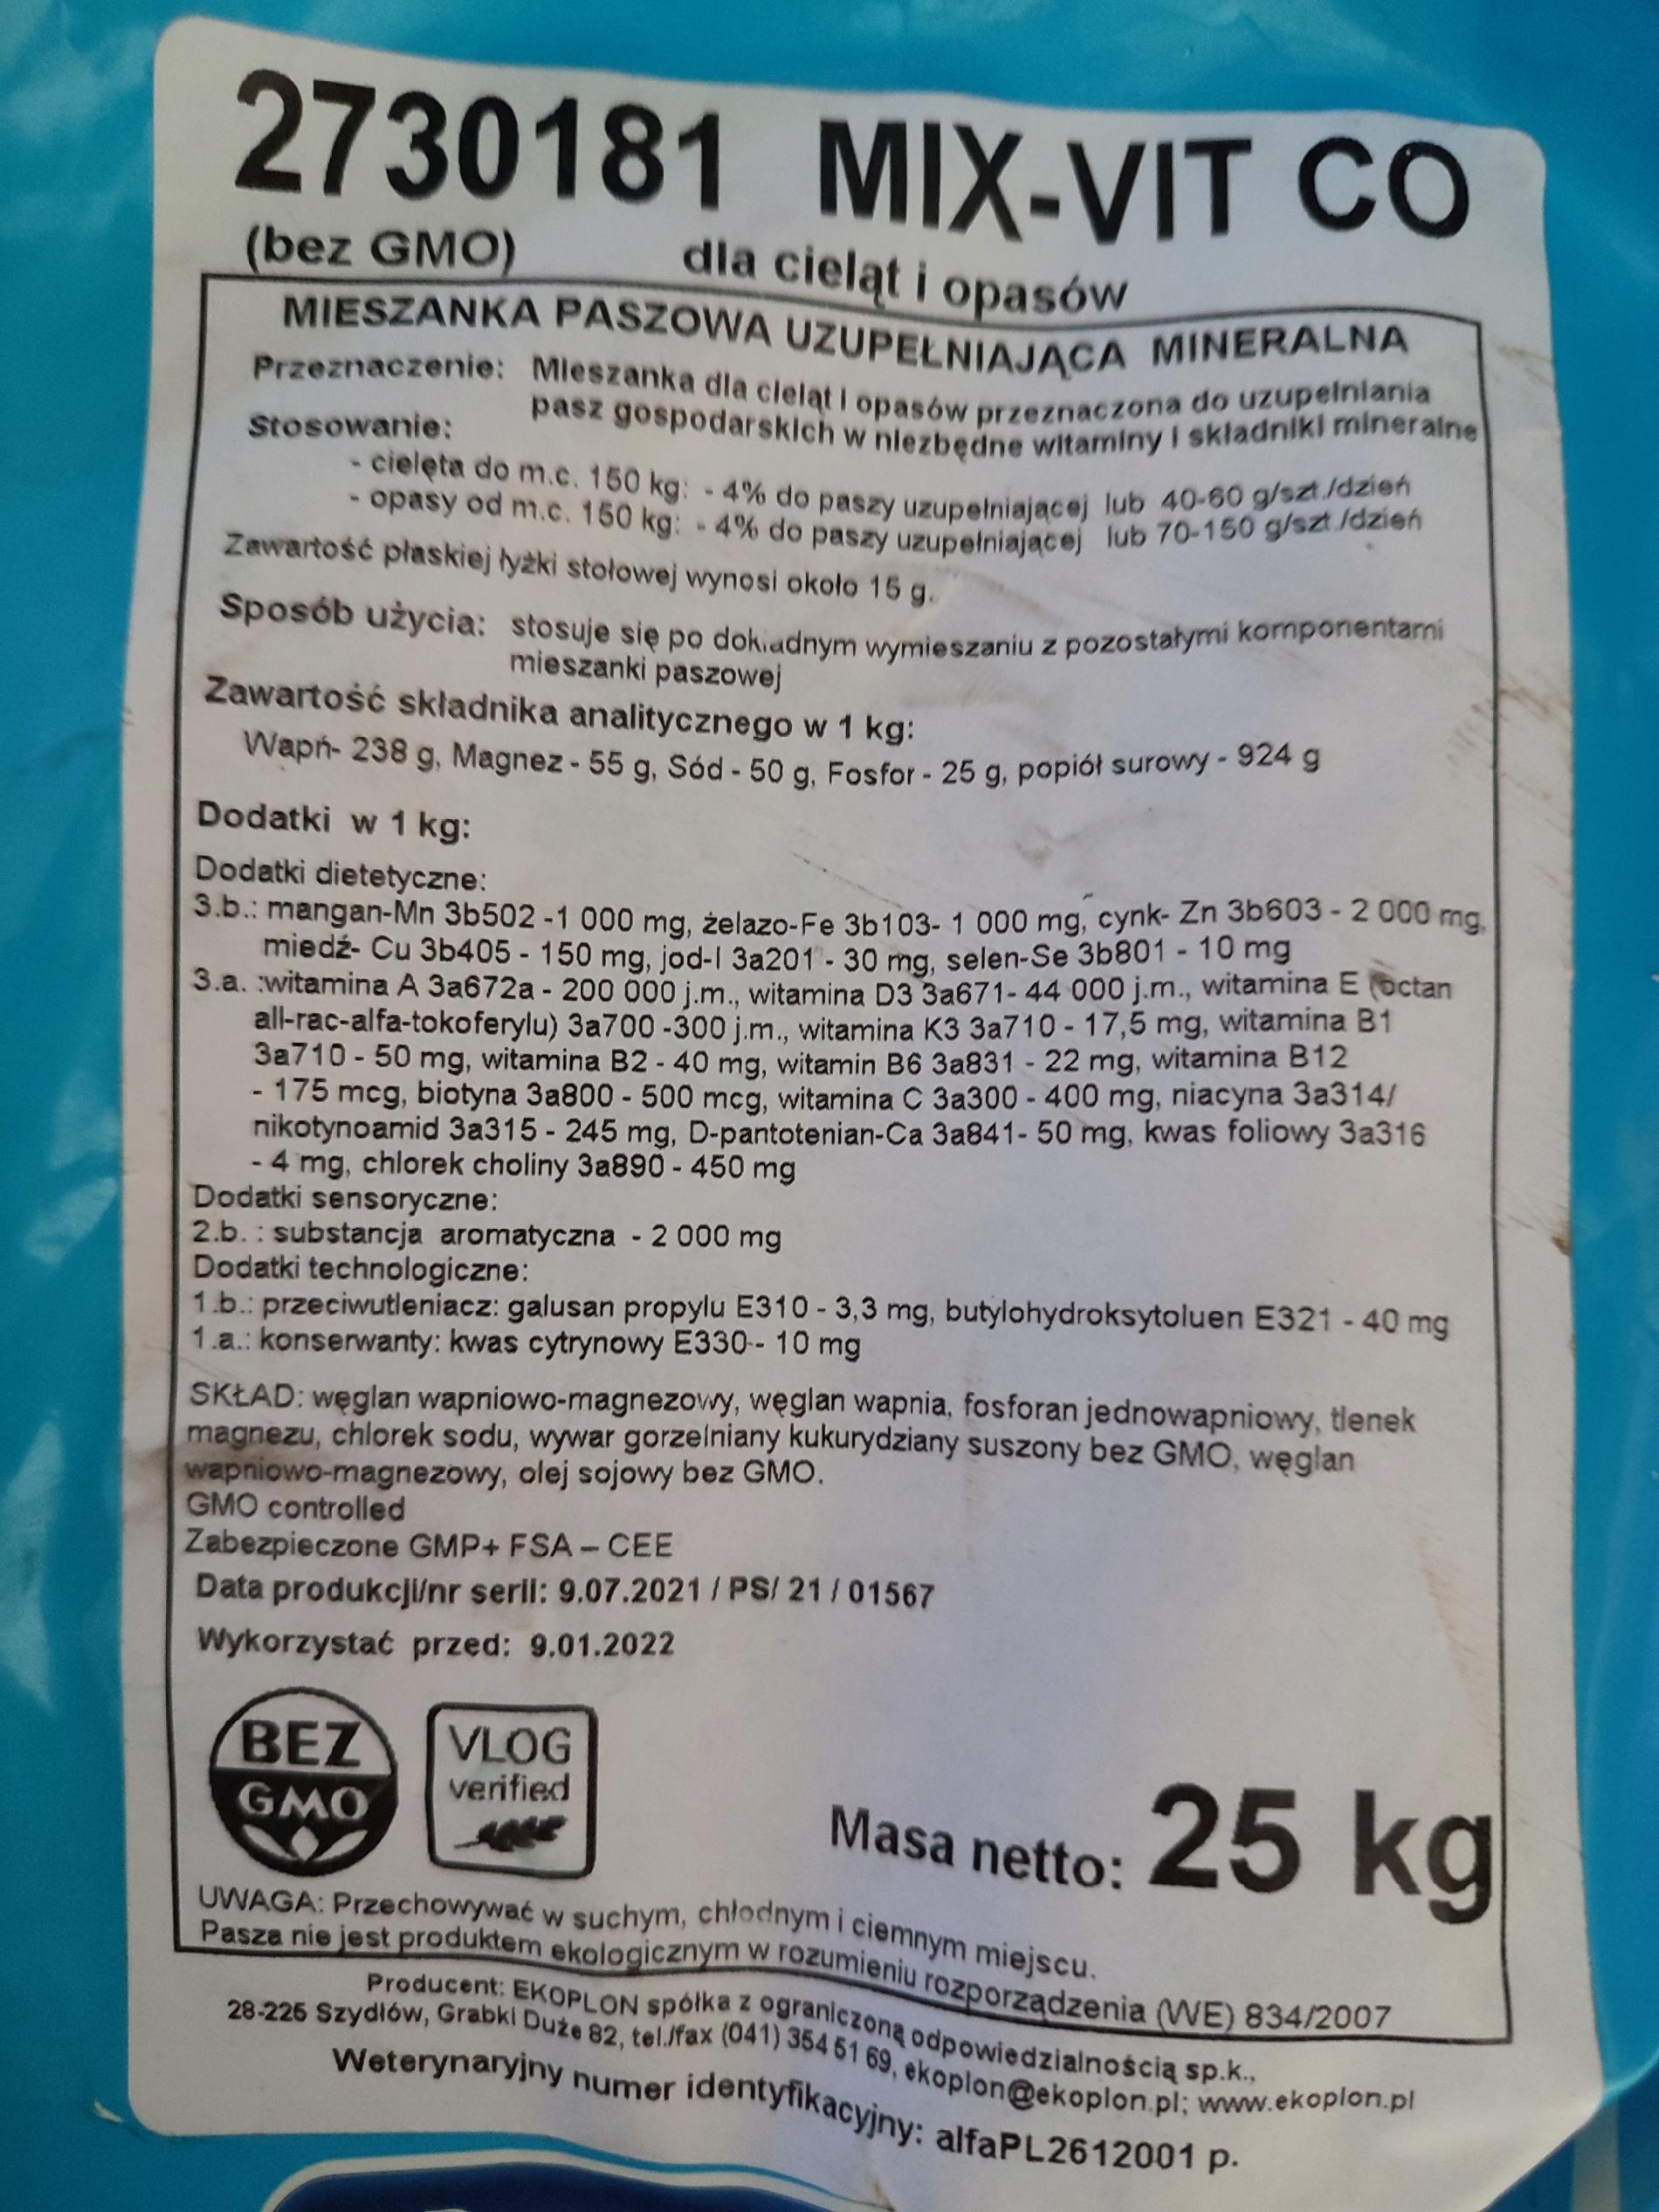 2730181 MIX-VIT CO
(bez GMO) dla cieląt i opasów
MIESZANKA PASZOWA UZUPEŁNIAJĄCA MINERALNA
Przeznaczenie: Mieszanka dla cieląt i opasów przeznaczona do uzupełniania
pasz gospodarskich w niezbędne witaminy i składniki mineralne
Stosowanie:
- cielęta do m.c. 150 kg: - 4% do paszy uzupełniającej lub 40-60 g/szt./dzień
- opasy od m.c. 150 kg: - 4% do paszy uzupełniającej lub 70-150 g/szt./dzień
Zawartość płaskiej łyżki stołowej wynosi około 15 g.
Sposób użycia: stosuje się po dokładnym wymieszaniu z pozostałymi komponentami
mieszanki paszowej
Zawartość składnika analitycznego w 1 kg:
Wapń- 238 g, Magnez - 55 g, Sód - 50 g, Fosfor - 25 g, popiół surowy - 924 g
Dodatki w 1 kg:
Dodatki dietetyczne:
3.b.: mangan-Mn 3b502 -1 000 mg, żelazo-Fe 3b103- 1 000 mg, cynk- Zn 3b603 - 2 000 mg,
miedź- Cu 3b405 - 150 mg, jod-I 3a201 - 30 mg, selen-Se 3b801 - 10 mg
3.a. :witamina A 3a672a - 200 000 j.m., witamina D3 3a671- 44 000 j.m., witamina E (octan
all-rac-alfa-tokoferylu) 3a700 -300 j.m., witamina K3 3a710 - 17,5 mg, witamina B1
3a710 - 50 mg, witamina B2 - 40 mg, witamin B6 3a831 - 22 mg, witamina B12
- 175 mcg, biotyna 3a800 - 500 mcg, witamina C 3a300 - 400 mg, niacyna 3a314/
nikotynoamid 3a315 - 245 mg, D-pantotenian-Ca 3a841- 50 mg, kwas foliowy 3a316
- 4 mg, chlorek choliny 3a890 - 450 mg
Dodatki sensoryczne:
2.b. : substancja aromatyczna - 2 000 mg
Dodatki technologiczne:
1.b.: przeciwutleniacz: galusan propylu E310 - 3,3 mg, butylohydroksytoluen E321 - 40 mg
1.a.: konserwanty: kwas cytrynowy E330-- 10 mg
SKŁAD: węglan wapniowo-magnezowy, węglan wapnia, fosforan jednowapniowy, tlenek
magnezu, chlorek sodu, wywar gorzelniany kukurydziany suszony bez GMO, węglan
wapniowo-magnezowy, olej sojowy bez GMO.
GMO controlled
Zabezpieczone GMP+ FSA – CEE
Data produkcji/nr serii: 9.07.2021 / PS/ 21 / 01567
Wykorzystać przed: 9.01.2022
BEZ
GMO
VLOG
verified
Masa netto: 25 kg
UWAGA: Przechowywać w suchym, chłodnym i ciemnym miejscu.
Pasza nie jest produktem ekologicznym w rozumieniu rozporządzenia (WE) 834/2007
Producent: EKOPLON spółka z ograniczoną odpowiedzialnością sp.k.,
28-225 Szydłów, Grabki Duże 82, tel./fax (041) 354 51 69, ekoplon@ekoplon.pl; www.ekoplon.pl
Weterynaryjny numer identyfikacyjny: alfaPL2612001 p.